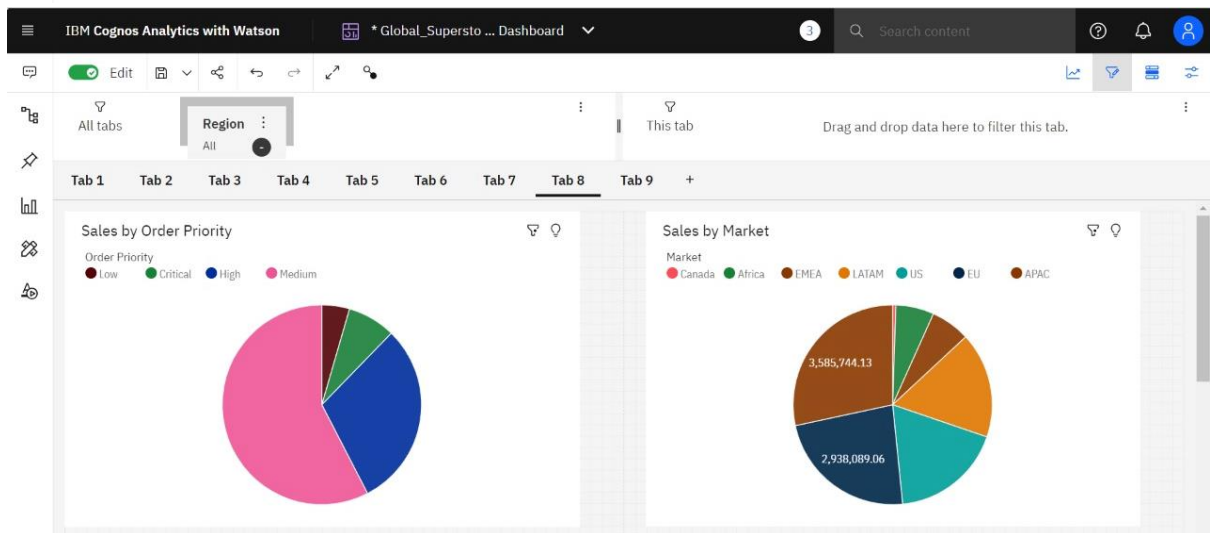 IBM Cognos Analytics with Watson
* Global_Supersto ... Dashboard
3
Search content
Edit
All tabs
Region
All
This tab
Drag and drop data here to filter this tab.
Tab 1 Tab 2 Tab 3 Tab 4 Tab 5 Tab 6 Tab 7 Tab 8 Tab 9 +
Sales by Order Priority
Order Priority
Low Critical High Medium
Sales by Market
Market
Canada Africa EMEA LATAM US EU APAC
3,585,744.13
2,938,089.06